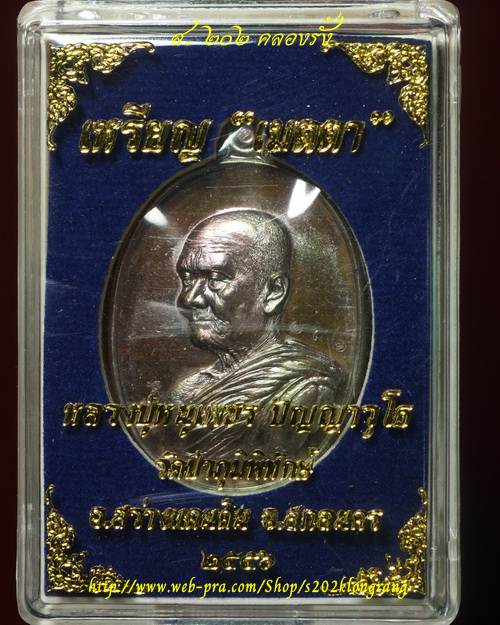 ส. ๒๐๒ คลองรั้ง
เหรียญ "เมตตา"
หลวงปู่หนูเพชร ปัญญาวุโธ
วัดป่าภูมิพิทักษ์
อ.สว่างแดนดิน จ.สกลนคร
๒๕๕๖
http://www.web-pra.com/Shop/s202klongrang